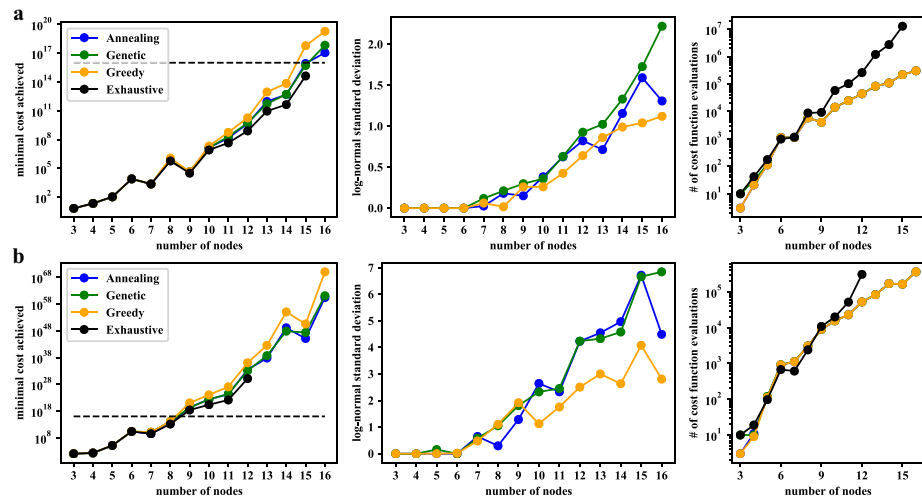 a
minimal cost achieved
10^20
10^17
10^14
10^11
10^8
10^5
10^2
Annealing
Genetic
Greedy
Exhaustive
3 4 5 6 7 8 9 10 11 12 13 14 15 16
number of nodes
log-normal standard deviation
2.0
1.5
1.0
0.5
0.0
3 4 5 6 7 8 9 10 11 12 13 14 15 16
number of nodes
# of cost function evaluations
10^7
10^6
10^5
10^4
10^3
10^2
10^1
3 6 9 12 15
number of nodes
b
minimal cost achieved
10^68
10^58
10^48
10^38
10^28
10^18
10^8
Annealing
Genetic
Greedy
Exhaustive
3 4 5 6 7 8 9 10 11 12 13 14 15 16
number of nodes
log-normal standard deviation
7
6
5
4
3
2
1
0
3 4 5 6 7 8 9 10 11 12 13 14 15 16
number of nodes
# of cost function evaluations
10^5
10^4
10^3
10^2
10^1
3 6 9 12 15
number of nodes